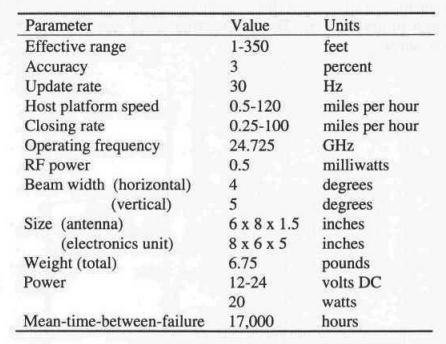 Parameter Value Units
Effective range 1-350 feet
Accuracy 3 percent
Update rate 30 Hz
Host platform speed 0.5-120 miles per hour
Closing rate 0.25-100 miles per hour
Operating frequency 24.725 GHz
RF power 0.5 milliwatts
Beam width (horizontal) 4 degrees
(vertical) 5 degrees
Size (antenna) 6 x 8 x 1.5 inches
(electronics unit) 8 x 6 x 5 inches
Weight (total) 6.75 pounds
Power 12-24 volts DC
20 watts
Mean-time-between-failure 17,000 hours